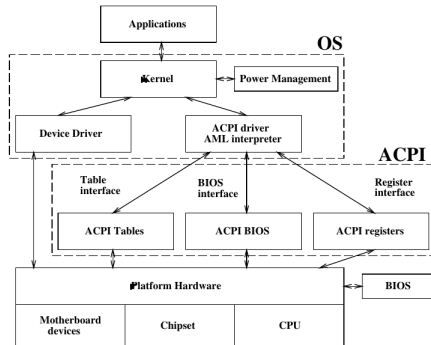 Applications
OS
Kernel
Power Management
Device Driver
ACPI driver
AML interpreter
ACPI
Table
interface
BIOS
interface
Register
interface
ACPI Tables
ACPI BIOS
ACPI registers
Platform Hardware
BIOS
Motherboard
devices
Chipset
CPU